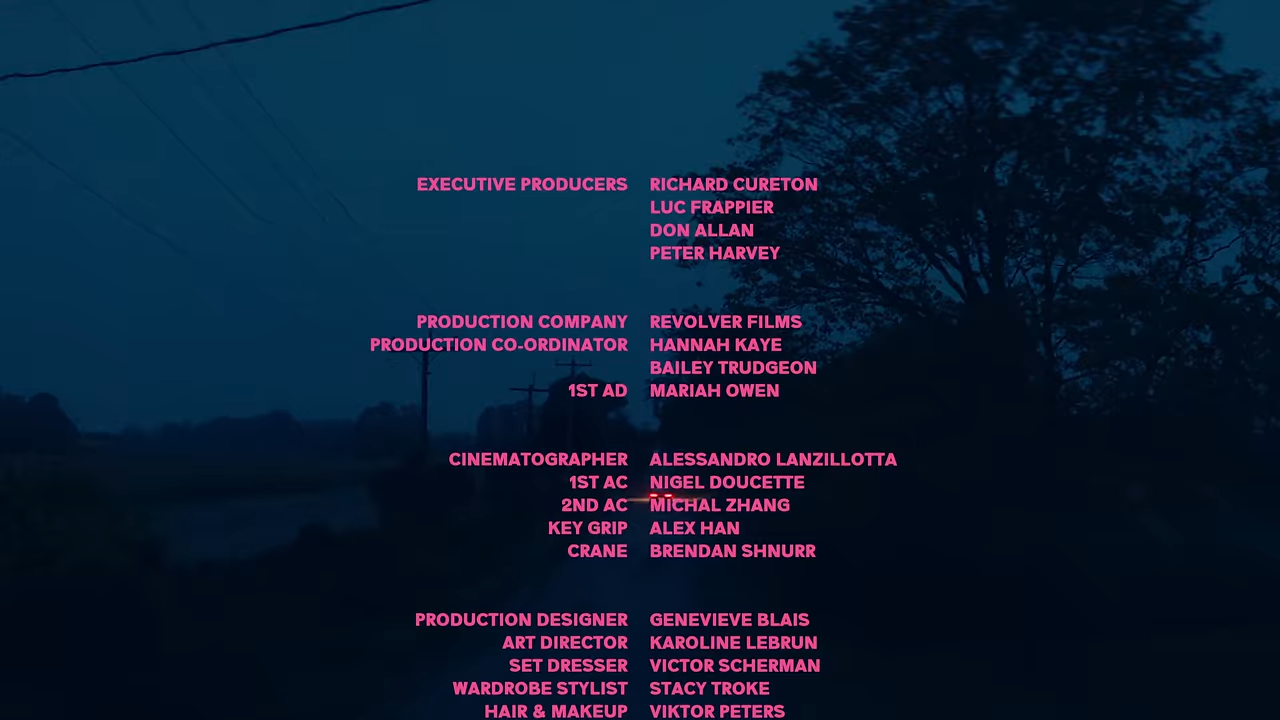 EXECUTIVE PRODUCERS RICHARD CURETON
LUC FRAPPIER
DON ALLAN
PETER HARVEY
PRODUCTION COMPANY REVOLVER FILMS
PRODUCTION CO-ORDINATOR HANNAH KAYE
BAILEY TRUDGEON
1ST AD MARIAH OWEN
CINEMATOGRAPHER ALESSANDRO LANZILLOTTA
1ST AC NIGEL DOUCETTE
2ND AC MICHAL ZHANG
KEY GRIP ALEX HAN
CRANE BRENDAN SHNURR
PRODUCTION DESIGNER GENEVIEVE BLAIS
ART DIRECTOR KAROLINE LEBRUN
SET DRESSER VICTOR SCHERMAN
WARDROBE STYLIST STACY TROKE
HAIR & MAKEUP VIKTOR PETERS